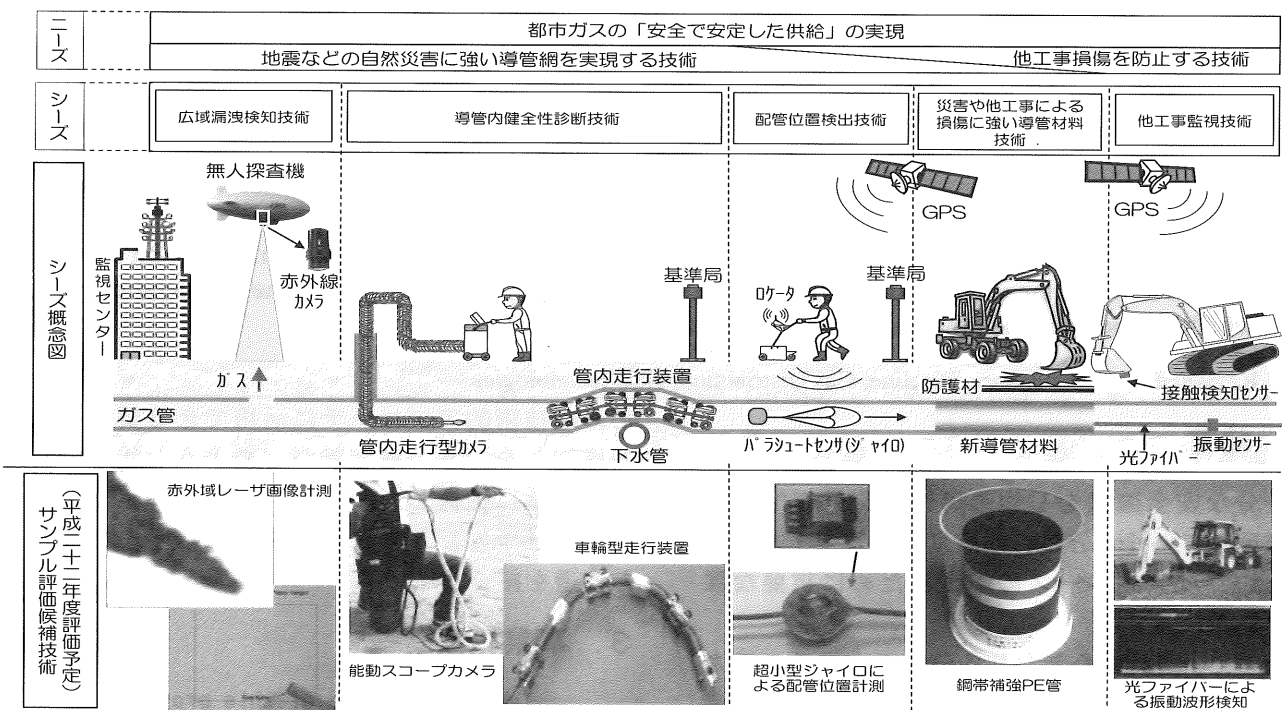 ニーズ
都市ガスの「安全で安定した供給」の実現
地震などの自然災害に強い導管網を実現する技術
他工事損傷を防止する技術
シーズ
広域漏洩検知技術
導管内健全性診断技術
配管位置検出技術
災害や他工事による
損傷に強い導管材料
技術
他工事監視技術
シーズ概念図
監視センター
無人探査機
赤外線
カメラ
ガス
ガス管
管内走行型カメラ
管内走行装置
下水管
基準局
ロケータ
基準局
GPS
パラシュートセンサ(ジャイロ)
防護材
新導管材料
GPS
接触検知センサー
光ファイバー
振動センサー
サンプル評価候補技術
(平成二十二年度評価予定)
赤外域レーザ画像計測
能動スコープカメラ
車輪型走行装置
超小型ジャイロに
よる配管位置計測
鋼帯補強PE管
光ファイバーによ
る振動波形検知